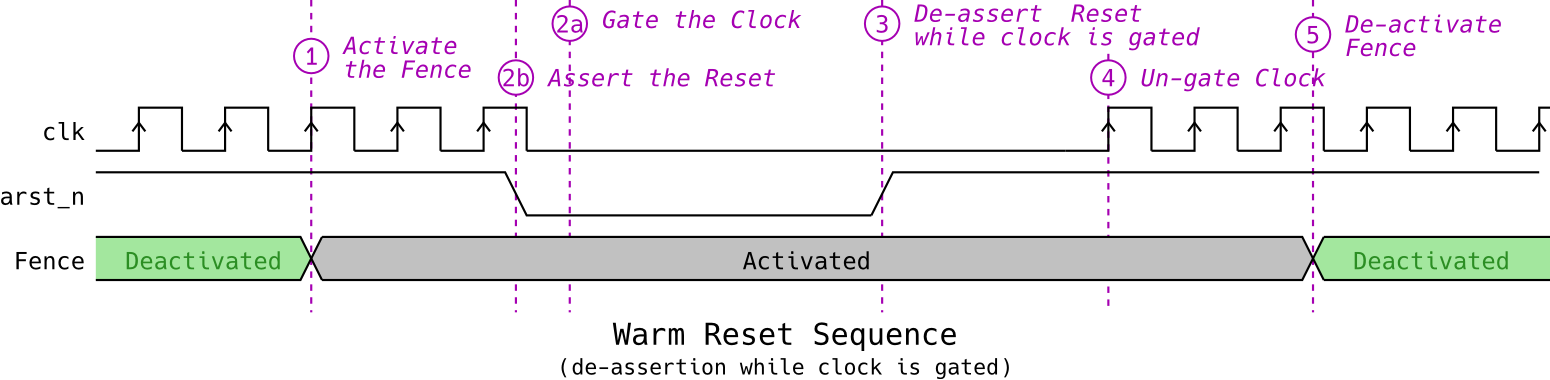 2a Gate the Clock
3 De-assert Reset
while clock is gated
5 De-activate
Fence
1 Activate
the Fence
2b Assert the Reset
4 Un-gate Clock
clk
arst_n
Fence Deactivated Activated Deactivated
Warm Reset Sequence
(de-assertion while clock is gated)